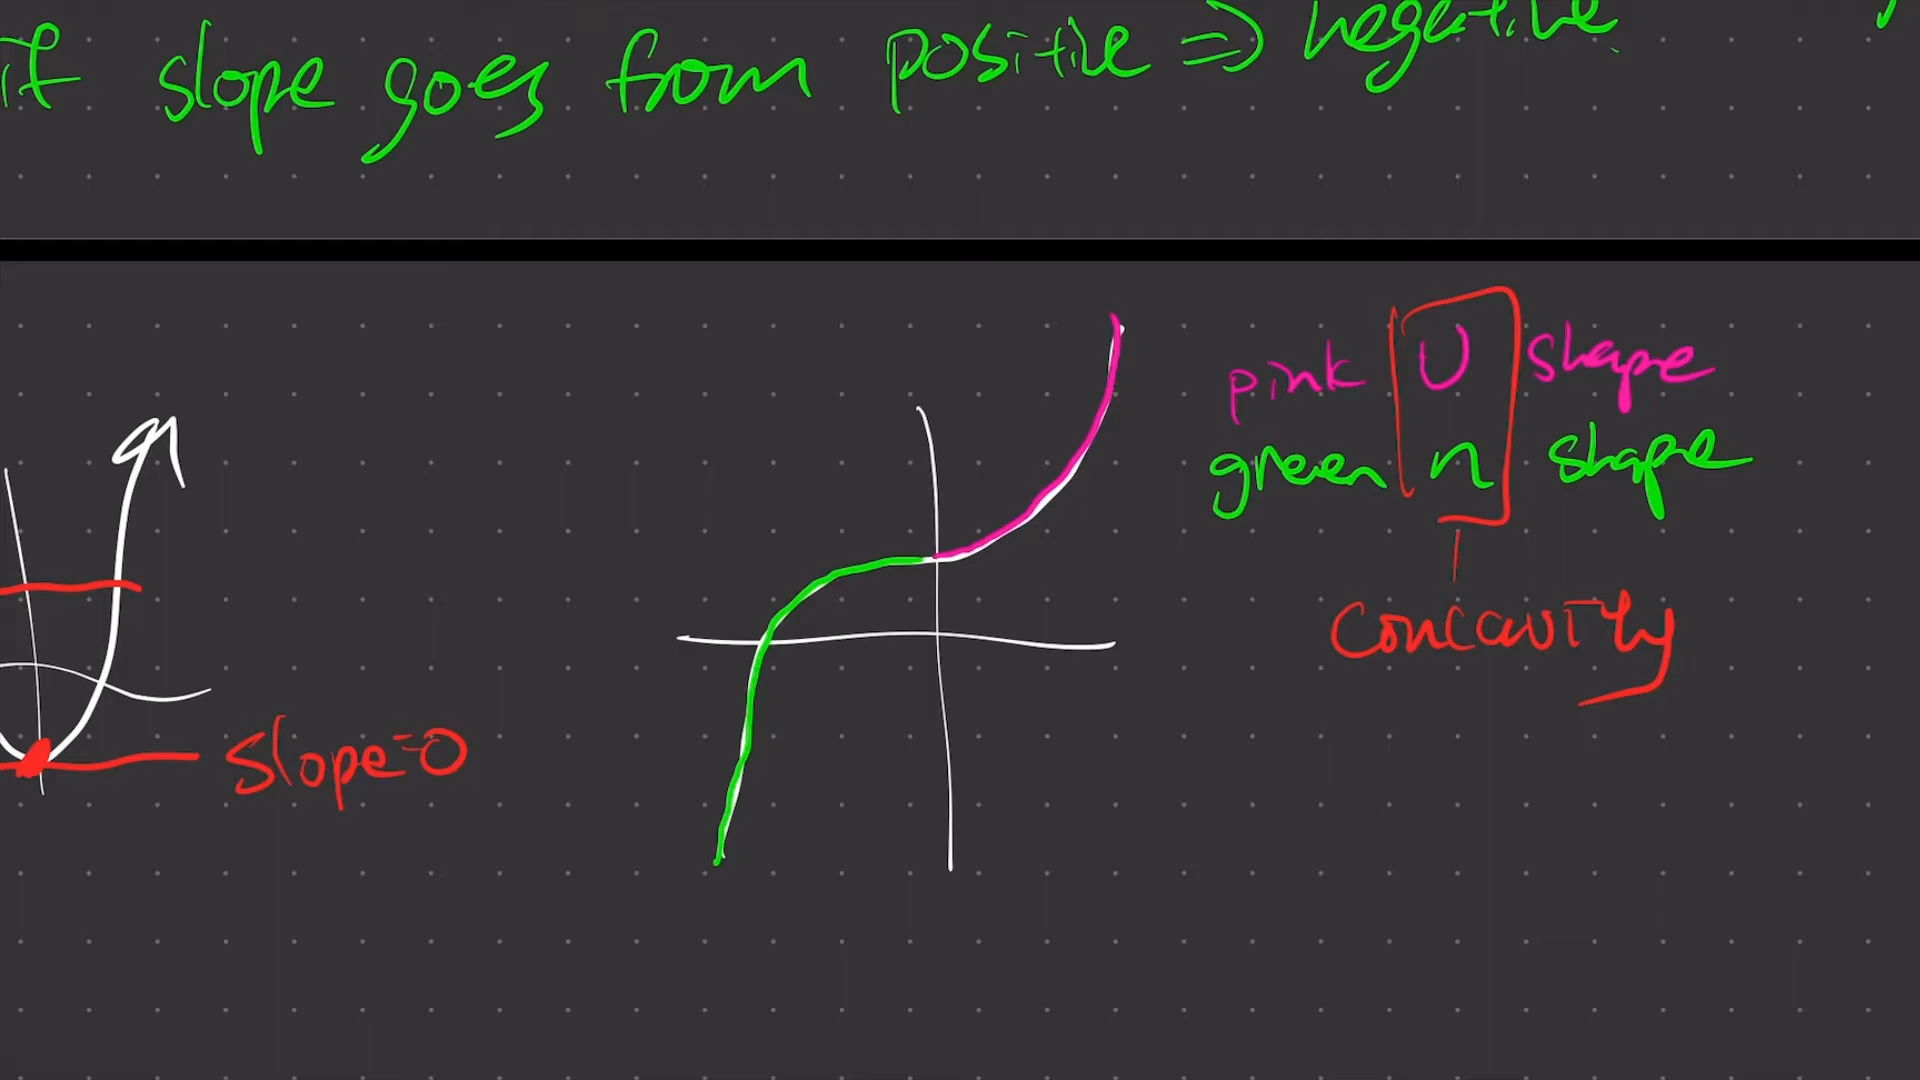 if slope goes from positive => negative.
pink U shape
green n shape
concavity
slope=0